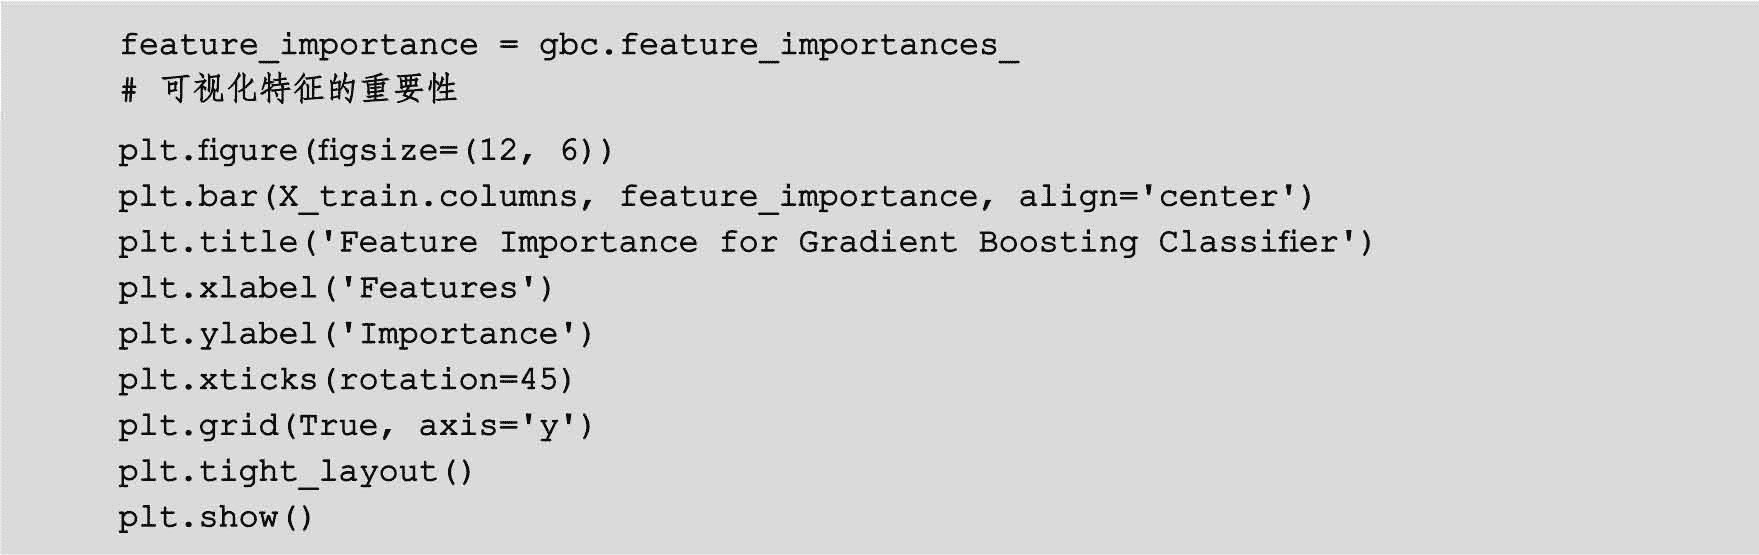 feature_importance = gbc.feature_importances_
# 可视化特征的重要性
plt.figure(figsize=(12, 6))
plt.bar(X_train.columns, feature_importance, align='center')
plt.title('Feature Importance for Gradient Boosting Classifier')
plt.xlabel('Features')
plt.ylabel('Importance')
plt.xticks(rotation=45)
plt.grid(True, axis='y')
plt.tight_layout()
plt.show()